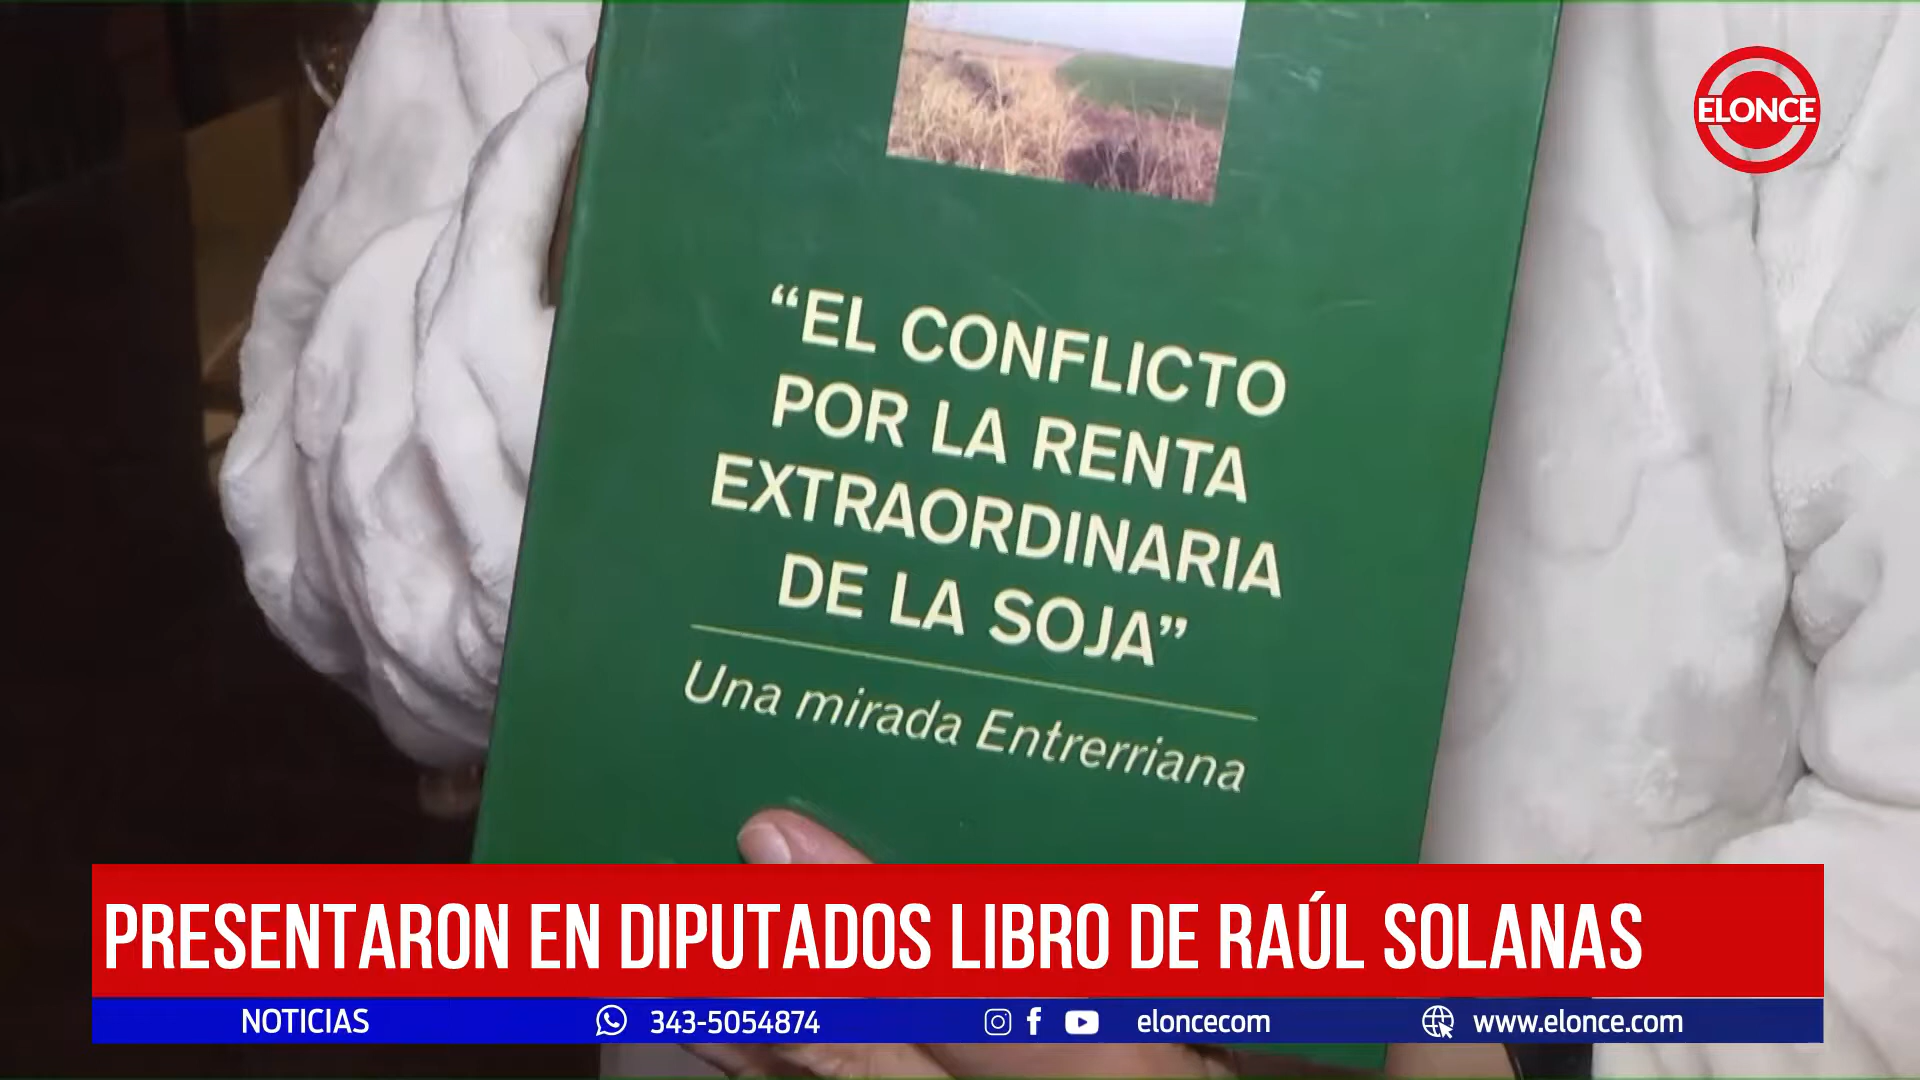 ELONCE
“EL CONFLICTO
POR LA RENTA
EXTRAORDINARIA
DE LA SOJA”
Una mirada Entrerriana
PRESENTARON EN DIPUTADOS LIBRO DE RAÚL SOLANAS
NOTICIAS 343-5054874 eloncecom www.elonce.com